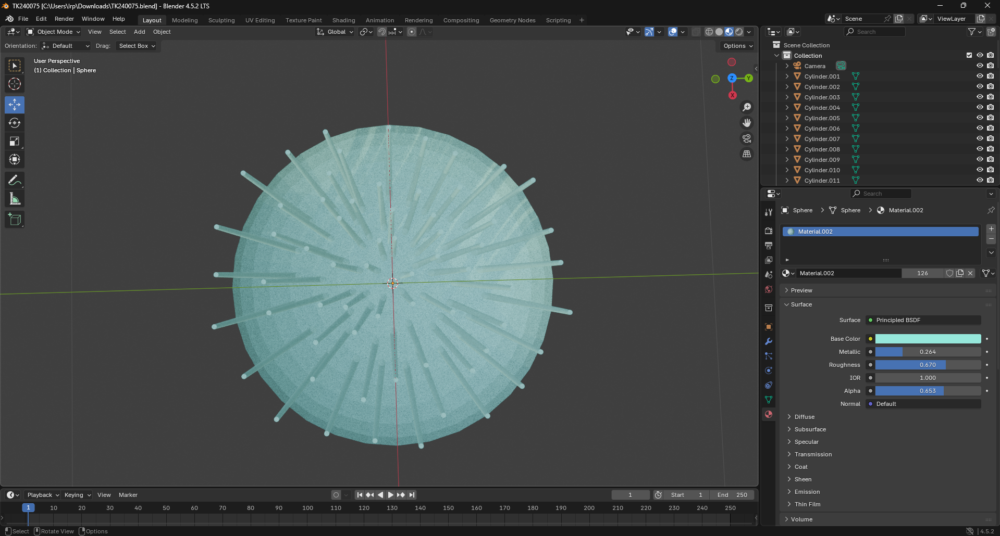 TK240075 [C:\Users\lrp\Downloads\TK240075.blend] - Blender 4.5.2 LTS
File Edit Render Window Help
Layout Modeling Sculpting UV Editing Texture Paint Shading Animation Rendering Compositing Geometry Nodes Scripting +
Scene
ViewLayer
Object Mode View Select Add Object
Global
Search
Orientation: Default Drag: Select Box
Options
User Perspective
(1) Collection | Sphere
Z Y
X
Scene Collection
Collection
Camera
Cylinder.001
Cylinder.002
Cylinder.003
Cylinder.004
Cylinder.005
Cylinder.006
Cylinder.007
Cylinder.008
Cylinder.009
Cylinder.010
Cylinder.011
Search
Sphere > Sphere > Material.002
Material.002
Material.002 126
Preview
Surface
Surface Principled BSDF
Base Color
Metallic 0.264
Roughness 0.670
IOR 1.000
Alpha 0.653
Normal Default
Diffuse
Subsurface
Specular
Transmission
Coat
Sheen
Emission
Thin Film
Volume
Playback Keying View Marker
1
Start 1
End 250
1 10 20 30 40 50 60 70 80 90 100 110 120 130 140 150 160 170 180 190 200 210 220 230 240 250
Select Rotate View Options
4.5.2